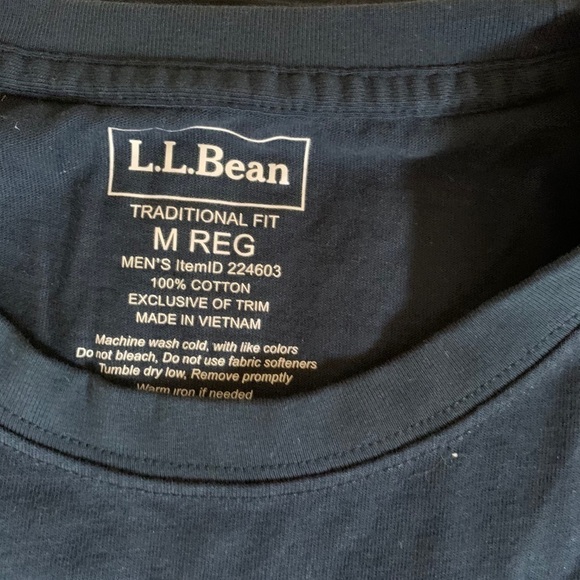 L.L.Bean
TRADITIONAL FIT
M REG
MEN'S ItemID 224603
100% COTTON
EXCLUSIVE OF TRIM
MADE IN VIETNAM
Machine wash cold, with like colors
Do not bleach, Do not use fabric softeners
Tumble dry low, Remove promptly
Warm iron if needed